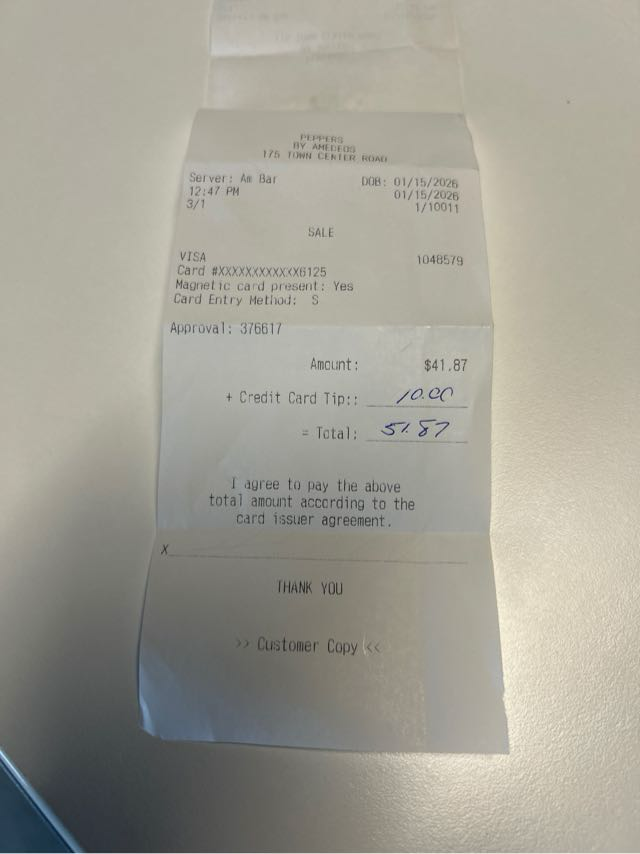 PEPPERS
BY AMEDEOS
175 TOWN CENTER ROAD
Server: Am Bar DOB: 01/15/2026
12:47 PM 01/15/2026
3/1 1/10011
SALE
VISA 1048579
Card #XXXXXXXXXXXX6125
Magnetic card present: Yes
Card Entry Method: S
Approval: 376617
Amount: $41.87
+ Credit Card Tip:: 10.00
= Total: 51.87
I agree to pay the above
total amount according to the
card issuer agreement.
X
THANK YOU
>> Customer Copy <<